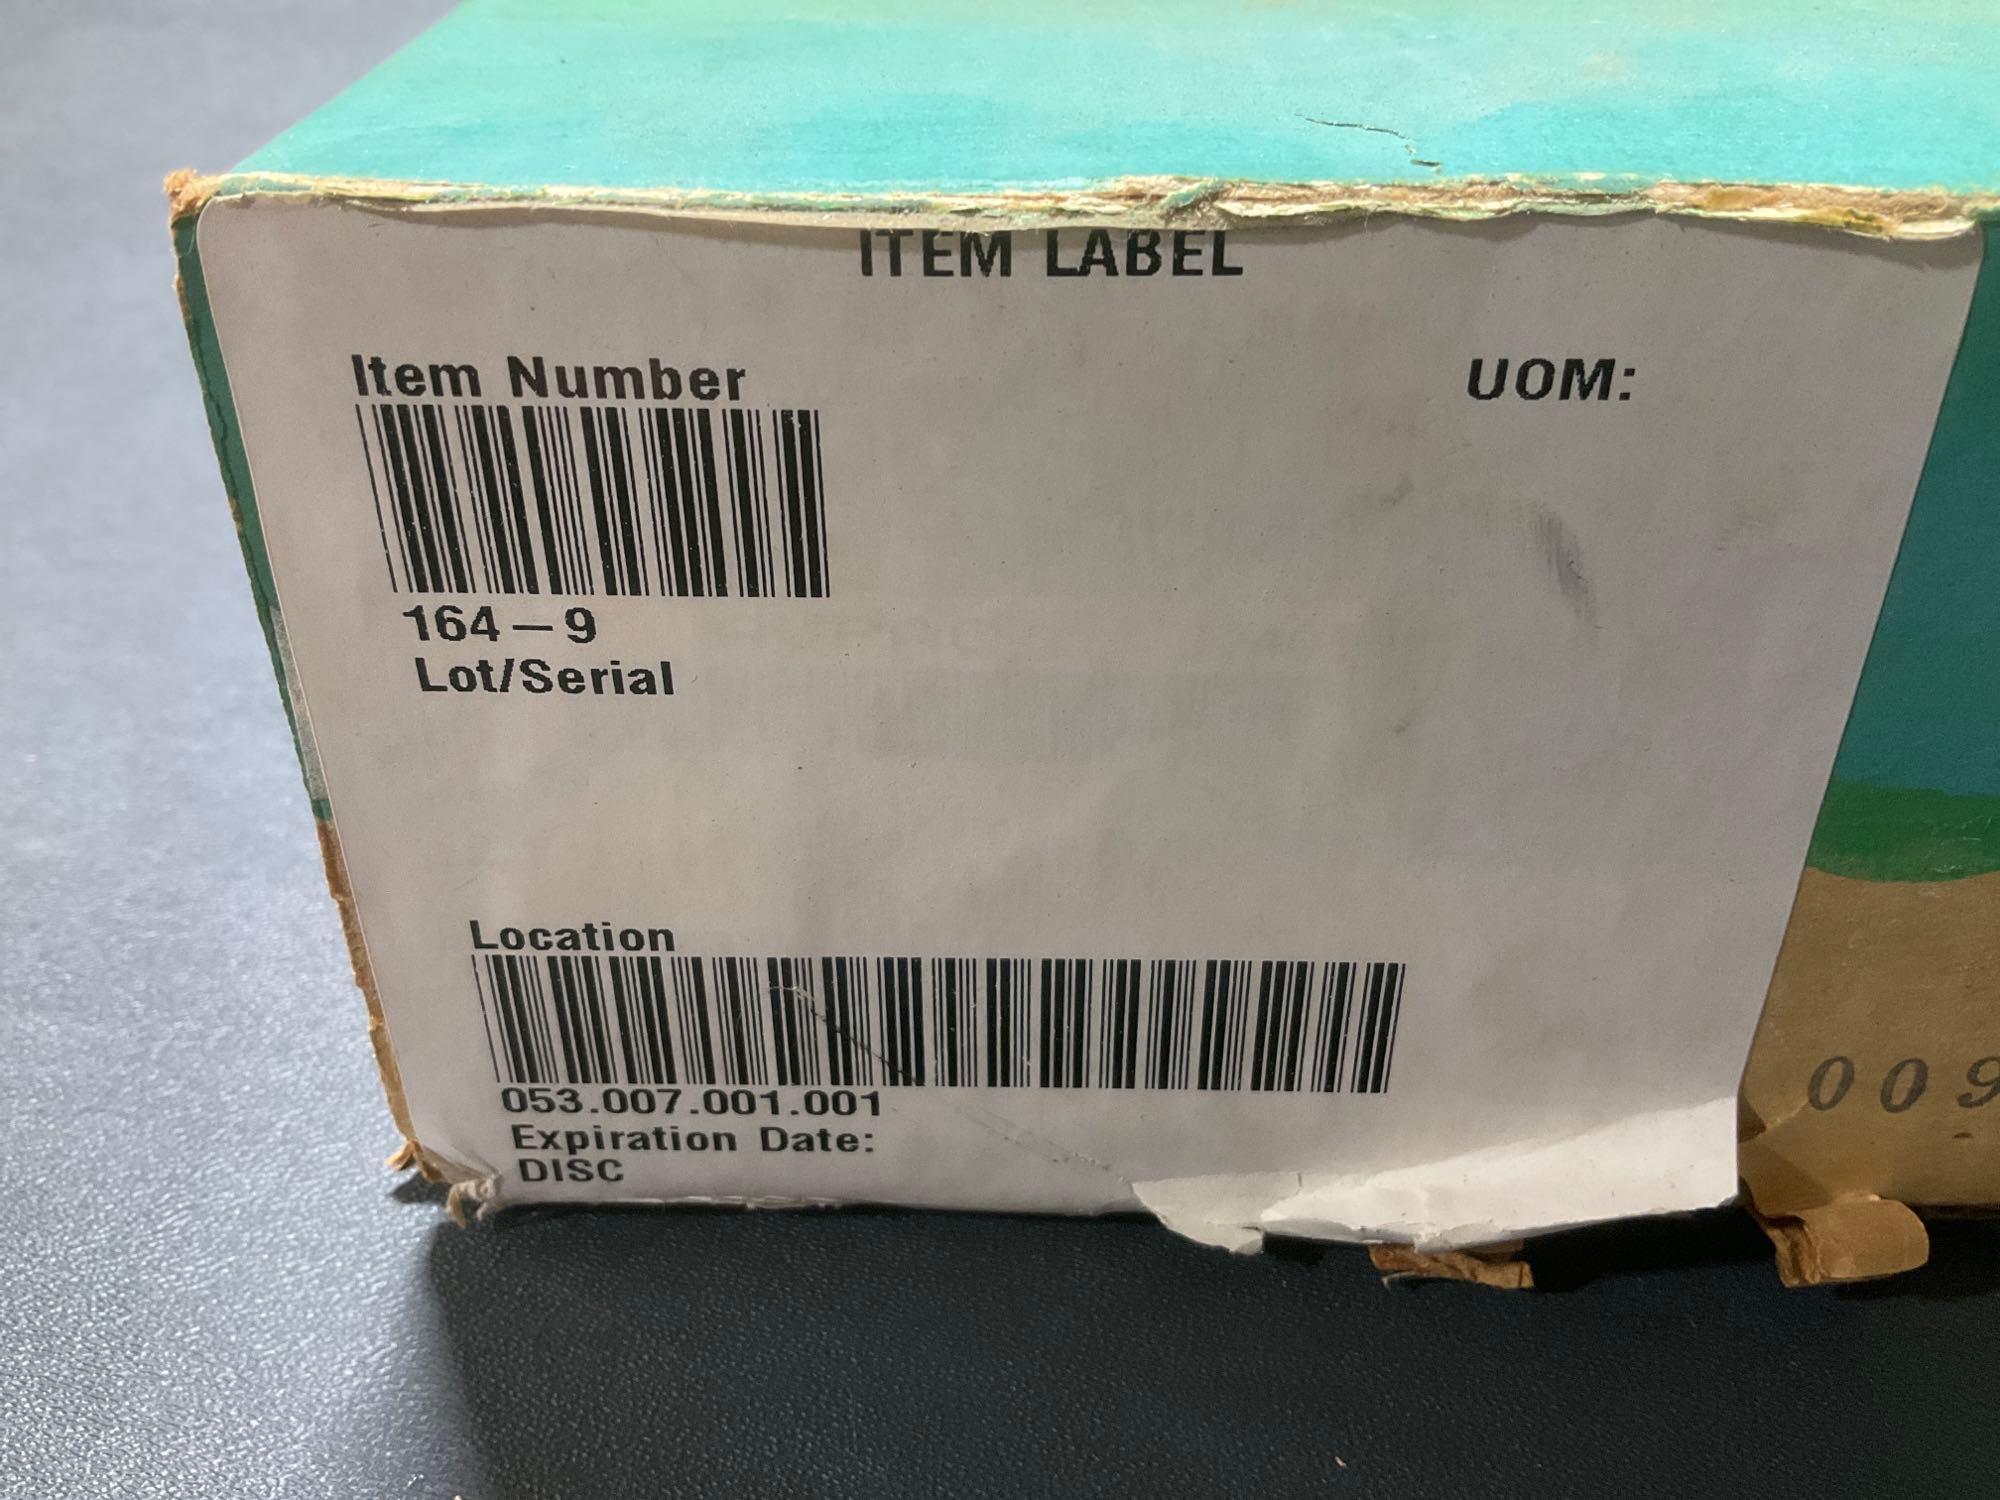 ITEM LABEL
Item Number
UOM:
164-9
Lot/Serial
Location
053.007.001.001
Expiration Date:
DISC
009